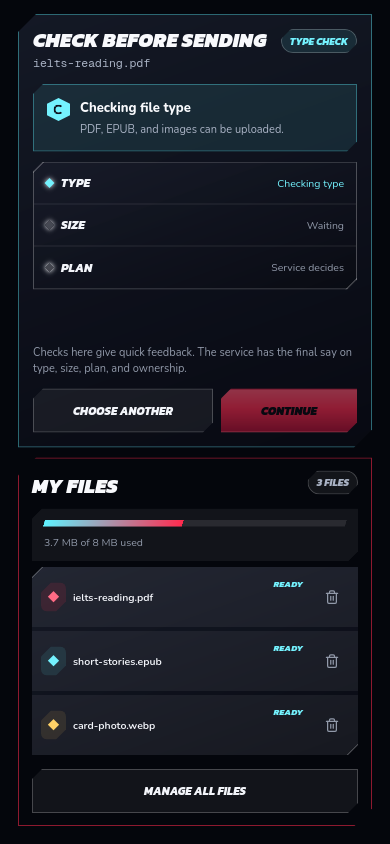 CHECK BEFORE SENDING
TYPE CHECK
ielts-reading.pdf
C
Checking file type
PDF, EPUB, and images can be uploaded.
TYPE
Checking type
SIZE
Waiting
PLAN
Service decides
Checks here give quick feedback. The service has the final say on
type, size, plan, and ownership.
CHOOSE ANOTHER
CONTINUE
MY FILES
3 FILES
3.7 MB of 8 MB used
READY
ielts-reading.pdf
READY
short-stories.epub
READY
card-photo.webp
MANAGE ALL FILES